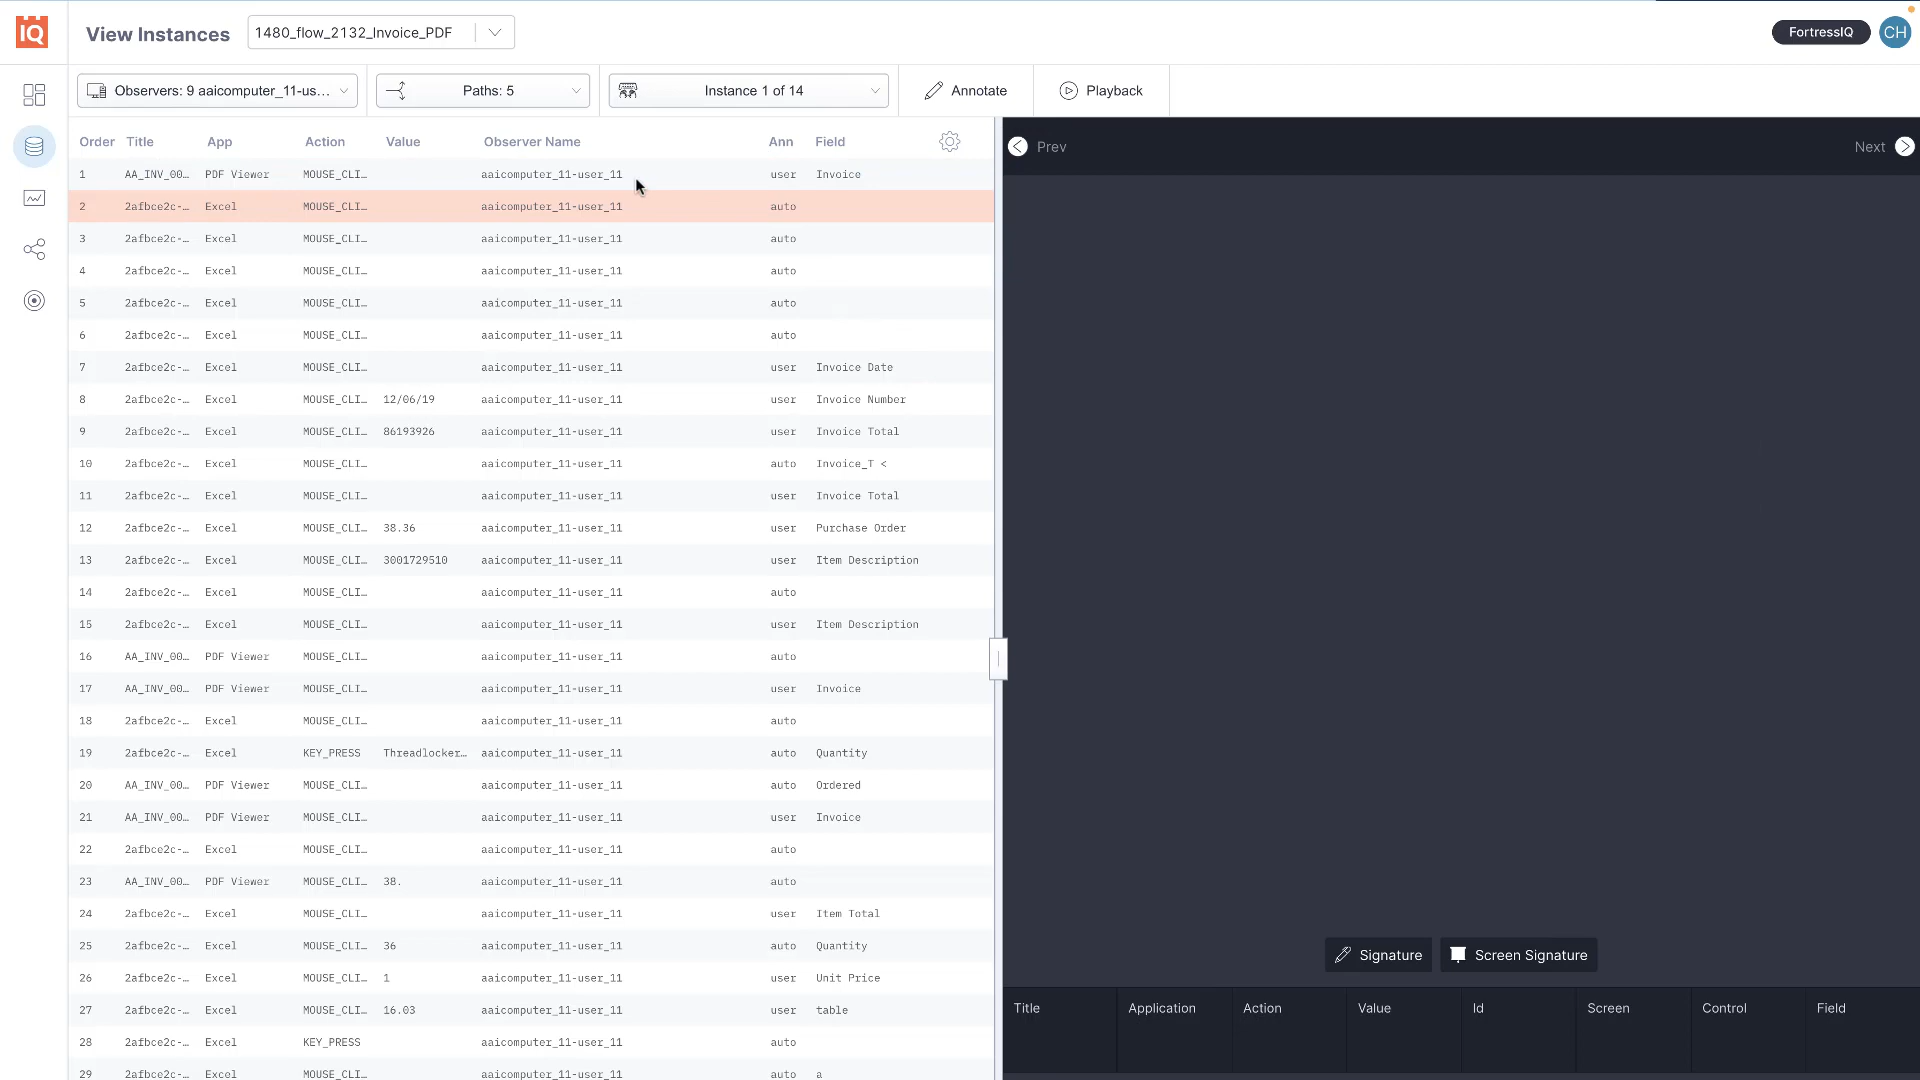 IQ View Instances 1480_flow_2132_Invoice_PDF FortressIQ CH
Observers: 9 aaicomputer_11-us... Paths: 5 Instance 1 of 14 Annotate Playback
Order Title App Action Value Observer Name Ann Field
Prev Next
1 AA_INV_00… PDF Viewer MOUSE_CLI… aaicomputer_11-user_11 user Invoice
2 2afbce2c-… Excel MOUSE_CLI… aaicomputer_11-user_11 auto
3 2afbce2c-… Excel MOUSE_CLI… aaicomputer_11-user_11 auto
4 2afbce2c-… Excel MOUSE_CLI… aaicomputer_11-user_11 auto
5 2afbce2c-… Excel MOUSE_CLI… aaicomputer_11-user_11 auto
6 2afbce2c-… Excel MOUSE_CLI… aaicomputer_11-user_11 auto
7 2afbce2c-… Excel MOUSE_CLI… aaicomputer_11-user_11 user Invoice Date
8 2afbce2c-… Excel MOUSE_CLI… 12/06/19 aaicomputer_11-user_11 user Invoice Number
9 2afbce2c-… Excel MOUSE_CLI… 86193926 aaicomputer_11-user_11 user Invoice Total
10 2afbce2c-… Excel MOUSE_CLI… aaicomputer_11-user_11 auto Invoice_T <
11 2afbce2c-… Excel MOUSE_CLI… aaicomputer_11-user_11 user Invoice Total
12 2afbce2c-… Excel MOUSE_CLI… 38.36 aaicomputer_11-user_11 user Purchase Order
13 2afbce2c-… Excel MOUSE_CLI… 3001729510 aaicomputer_11-user_11 user Item Description
14 2afbce2c-… Excel MOUSE_CLI… aaicomputer_11-user_11 auto
15 2afbce2c-… Excel MOUSE_CLI… aaicomputer_11-user_11 user Item Description
16 AA_INV_00… PDF Viewer MOUSE_CLI… aaicomputer_11-user_11 auto
17 AA_INV_00… PDF Viewer MOUSE_CLI… aaicomputer_11-user_11 user Invoice
18 2afbce2c-… Excel MOUSE_CLI… aaicomputer_11-user_11 auto
19 2afbce2c-… Excel KEY_PRESS Threadlocker… aaicomputer_11-user_11 auto Quantity
20 AA_INV_00… PDF Viewer MOUSE_CLI… aaicomputer_11-user_11 auto Ordered
21 AA_INV_00… PDF Viewer MOUSE_CLI… aaicomputer_11-user_11 user Invoice
22 2afbce2c-… Excel MOUSE_CLI… aaicomputer_11-user_11 auto
23 AA_INV_00… PDF Viewer MOUSE_CLI… 38. aaicomputer_11-user_11 auto
24 2afbce2c-… Excel MOUSE_CLI… aaicomputer_11-user_11 user Item Total
25 2afbce2c-… Excel MOUSE_CLI… 36 aaicomputer_11-user_11 auto Quantity
26 2afbce2c-… Excel MOUSE_CLI… 1 aaicomputer_11-user_11 user Unit Price
27 2afbce2c-… Excel MOUSE_CLI… 16.03 aaicomputer_11-user_11 user table
28 2afbce2c-… Excel KEY_PRESS aaicomputer_11-user_11 auto
29 2afbce2c-… Excel MOUSE_CLI… aaicomputer_11-user_11 auto a
Signature Screen Signature
Title Application Action Value Id Screen Control Field